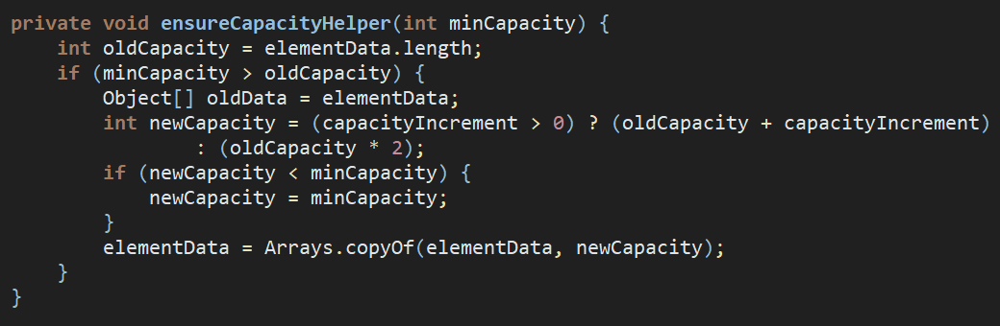 private void ensureCapacityHelper(int minCapacity) {
    int oldCapacity = elementData.length;
    if (minCapacity > oldCapacity) {
        Object[] oldData = elementData;
        int newCapacity = (capacityIncrement > 0) ? (oldCapacity + capacityIncrement)
                : (oldCapacity * 2);
        if (newCapacity < minCapacity) {
            newCapacity = minCapacity;
        }
        elementData = Arrays.copyOf(elementData, newCapacity);
    }
}